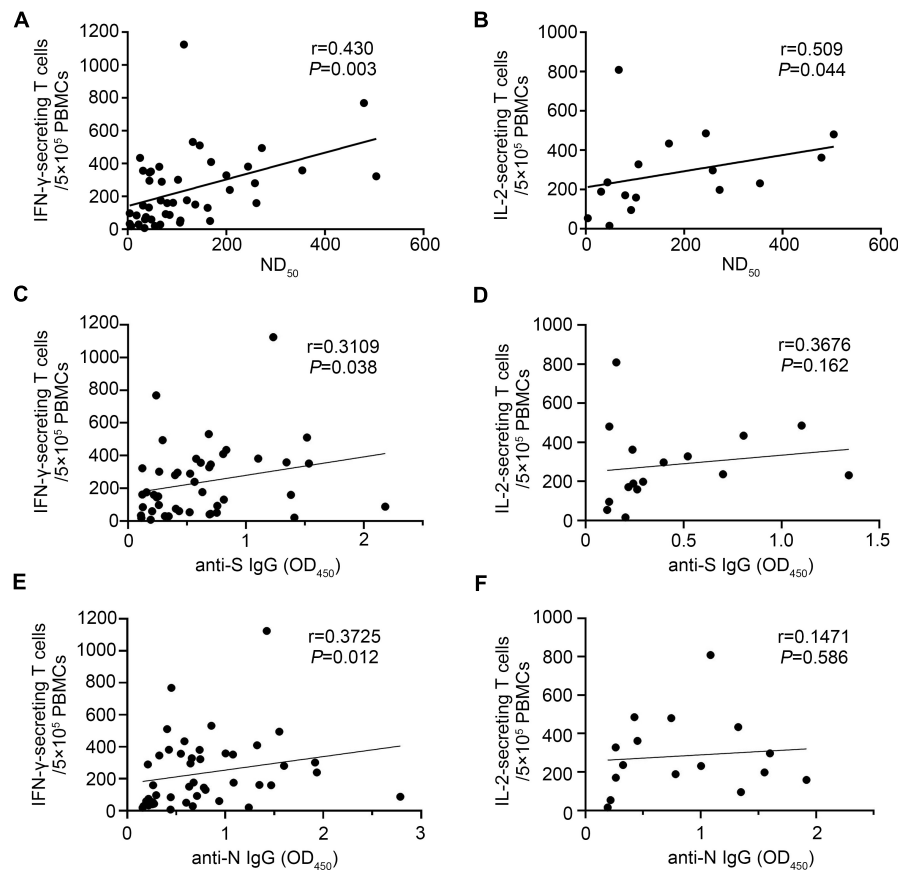 A
IFN-γ-secreting T cells
/5×10⁵ PBMCs
1200
1000
800
600
400
200
0
r=0.430
P=0.003
0 200 400 600
ND₅₀
B
IL-2-secreting T cells
/5×10⁵ PBMCs
1000
800
600
400
200
0
r=0.509
P=0.044
0 200 400 600
ND₅₀
C
IFN-γ-secreting T cells
/5×10⁵ PBMCs
1200
1000
800
600
400
200
0
r=0.3109
P=0.038
0 1 2
anti-S IgG (OD₄₅₀)
D
IL-2-secreting T cells
/5×10⁵ PBMCs
1000
800
600
400
200
0
r=0.3676
P=0.162
0 0.5 1.0 1.5
anti-S IgG (OD₄₅₀)
E
IFN-γ-secreting T cells
/5×10⁵ PBMCs
1200
1000
800
600
400
200
0
r=0.3725
P=0.012
0 1 2 3
anti-N IgG (OD₄₅₀)
F
IL-2-secreting T cells
/5×10⁵ PBMCs
1000
800
600
400
200
0
r=0.1471
P=0.586
0 1 2
anti-N IgG (OD₄₅₀)